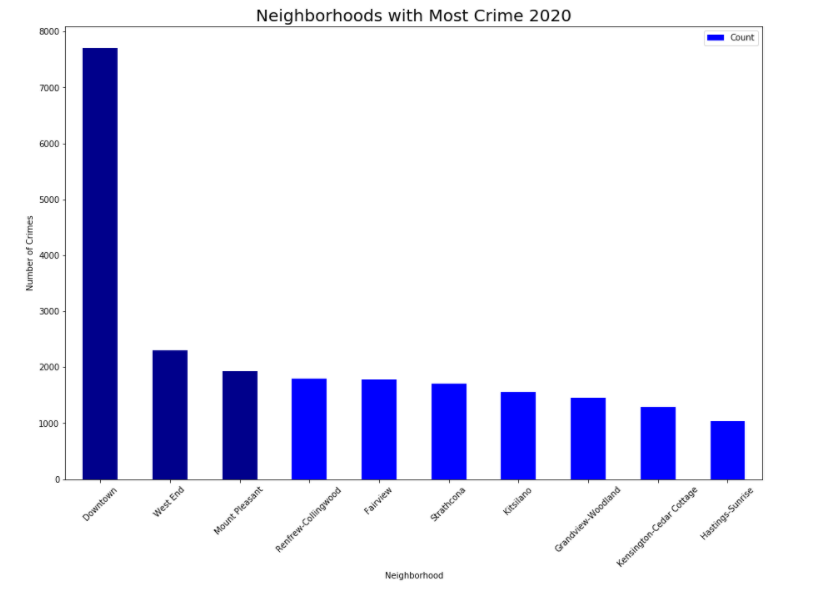 Neighborhoods with Most Crime 2020
Count
Number of Crimes
8000
7000
6000
5000
4000
3000
2000
1000
0
Downtown
West End
Mount Pleasant
Renfrew-Collingwood
Fairview
Strathcona
Kitsilano
Grandview-Woodland
Kensington-Cedar Cottage
Hastings-Sunrise
Neighborhood